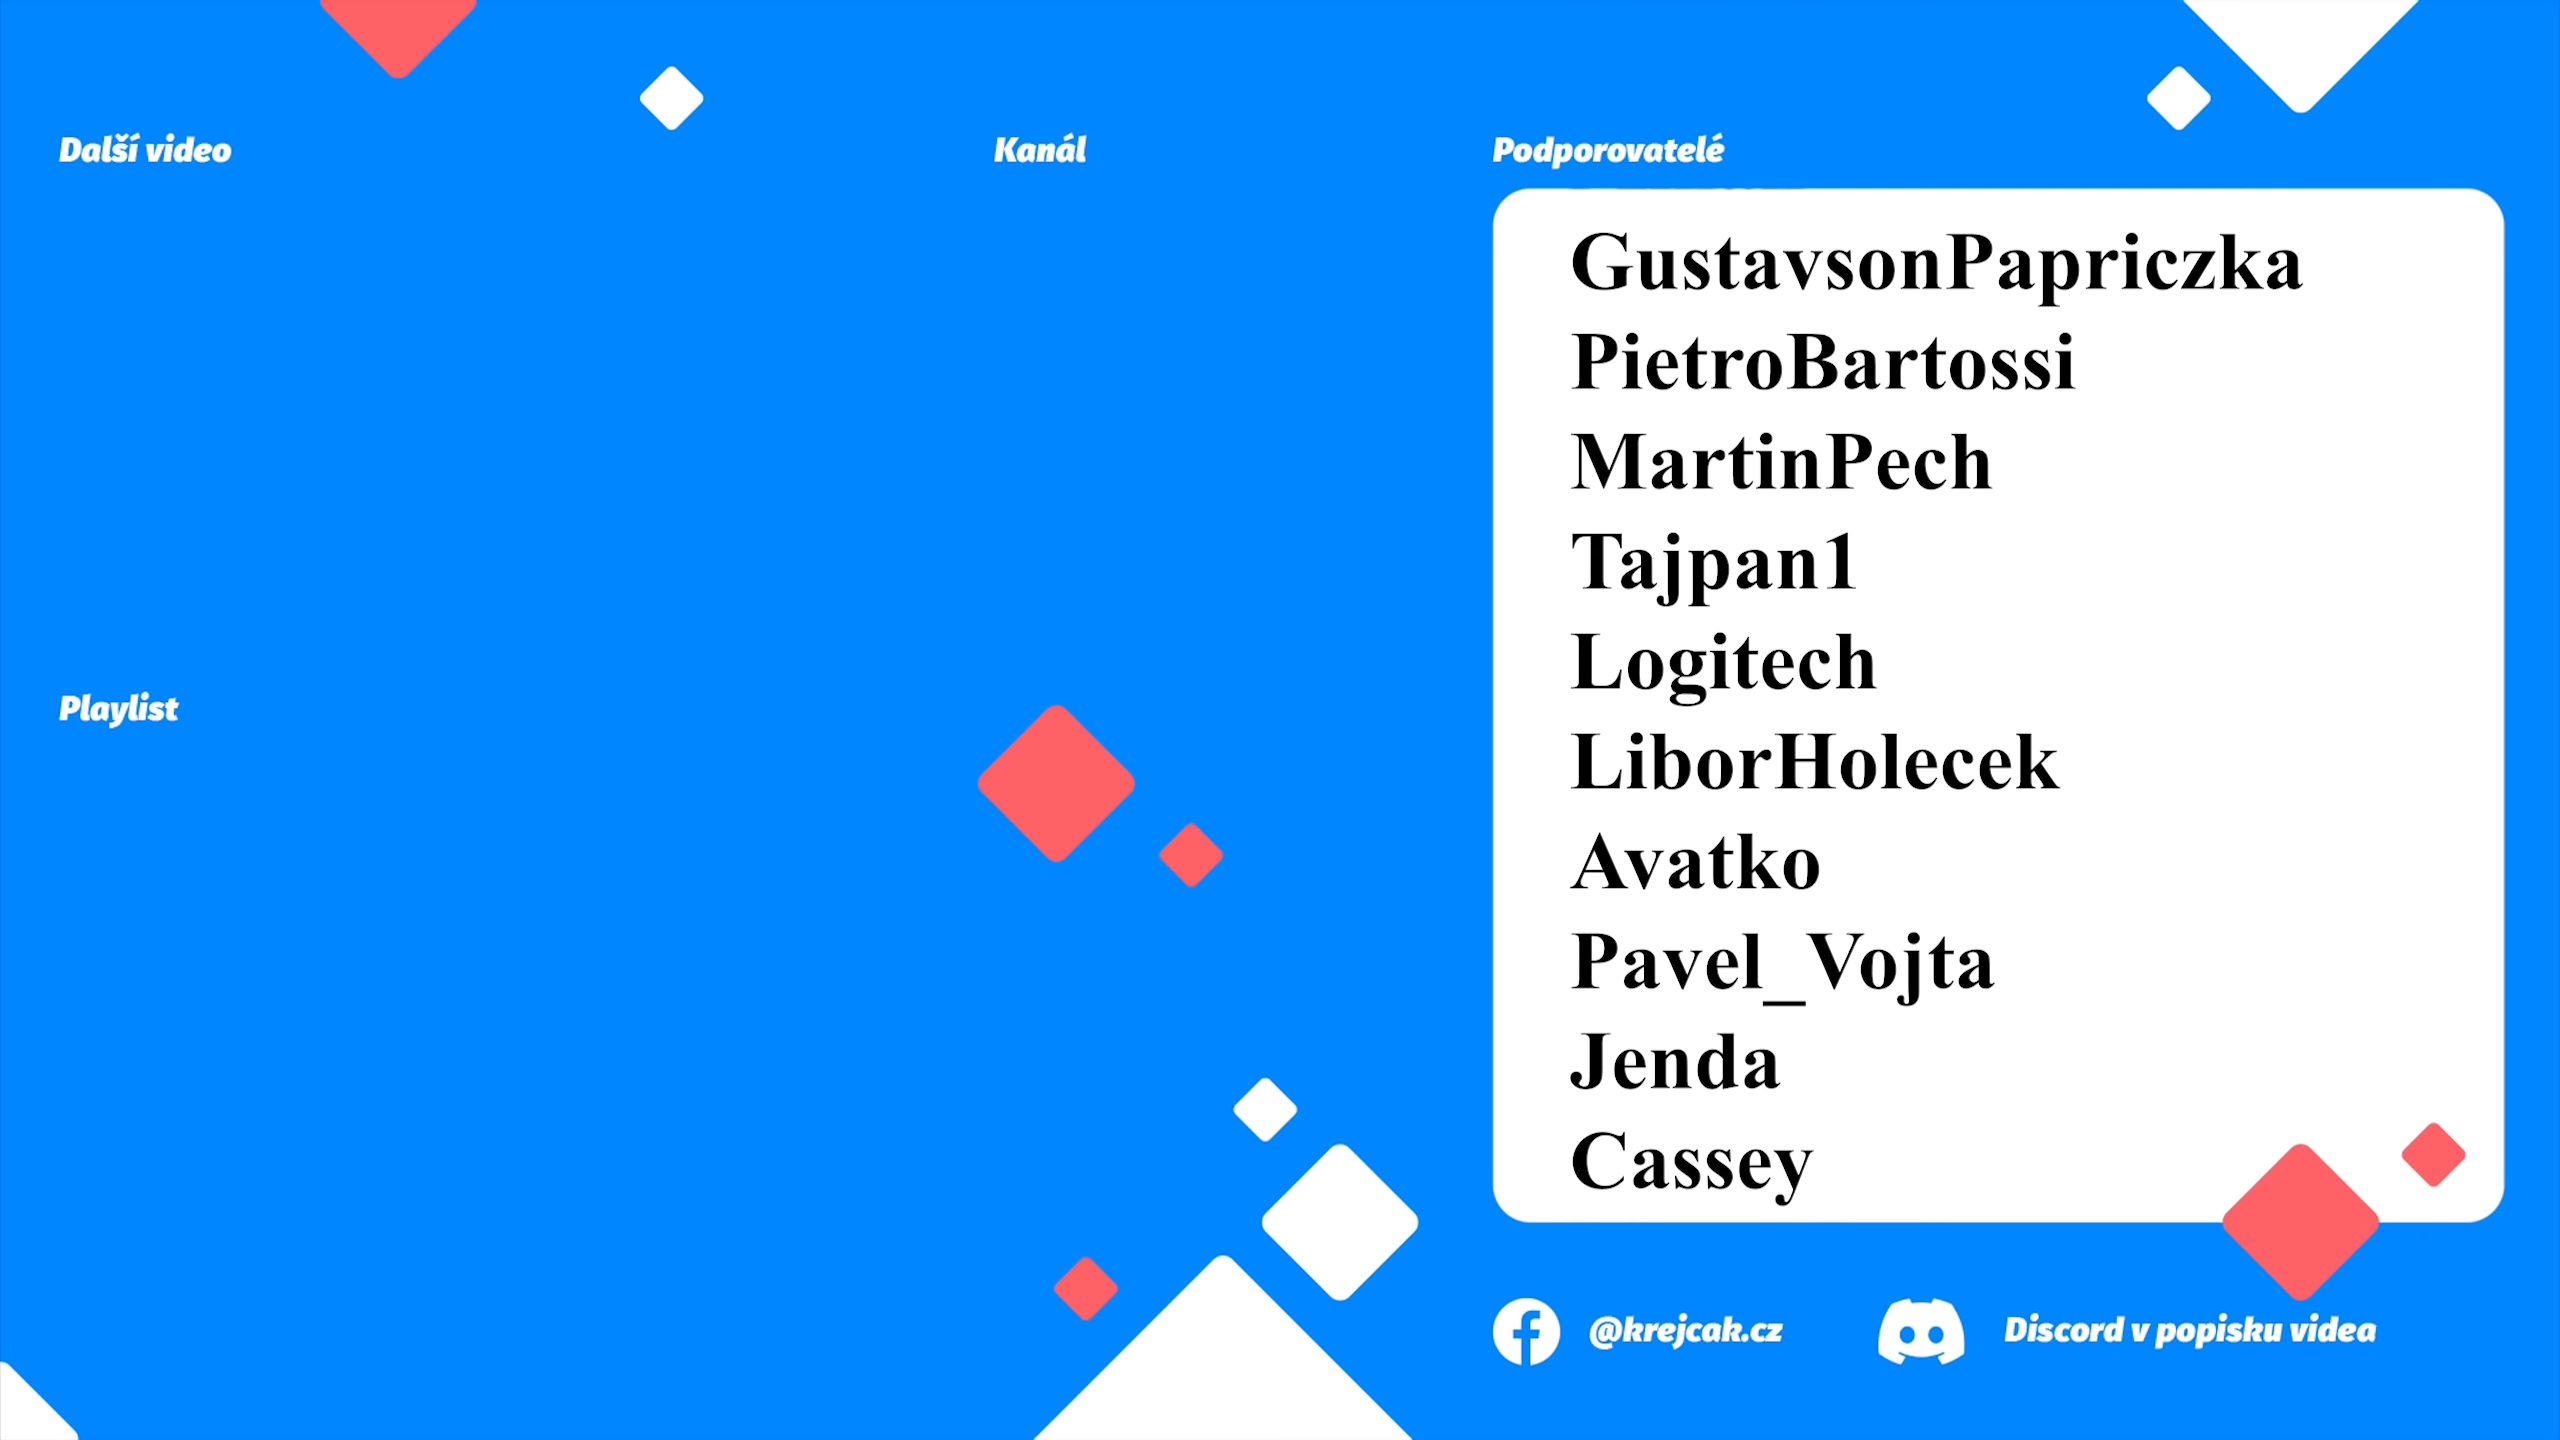 Další video
Kanál
Podporovatelé
GustavsonPapriczka
PietroBartossi
MartinPech
Tajpan1
Logitech
LiborHolecek
Avatko
Pavel_Vojta
Jenda
Cassey
Playlist
@krejcak.cz
Discord v popisku videa